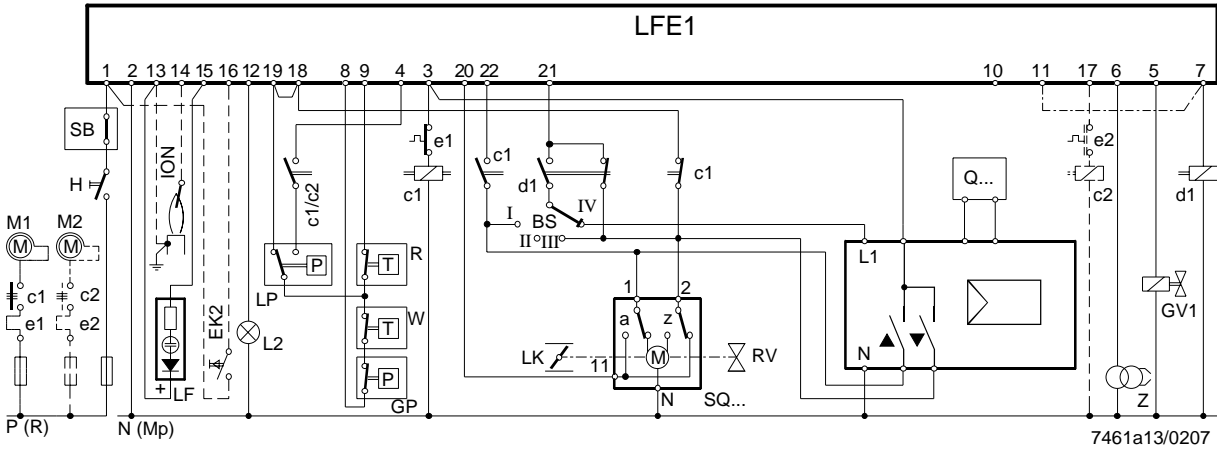 LFE1
1 2 13 14 15 16 12 19 18 8 9 4 3 20 22 21 10 11 17 6 5 7
SB
e1
e2
H
ION
c1/c2
c1
c1
d1
c1
Q...
c2
d1
I
BS
IV
II
III
M1
M2
M
M
P
T
R
L1
LP
1
2
c1
c2
EK2
T
W
a
z
GV1
e1
e2
L2
LK
M
RV
N
11
P
LF
+
GP
N
SQ...
Z
P (R)
N (Mp)
7461a13/0207